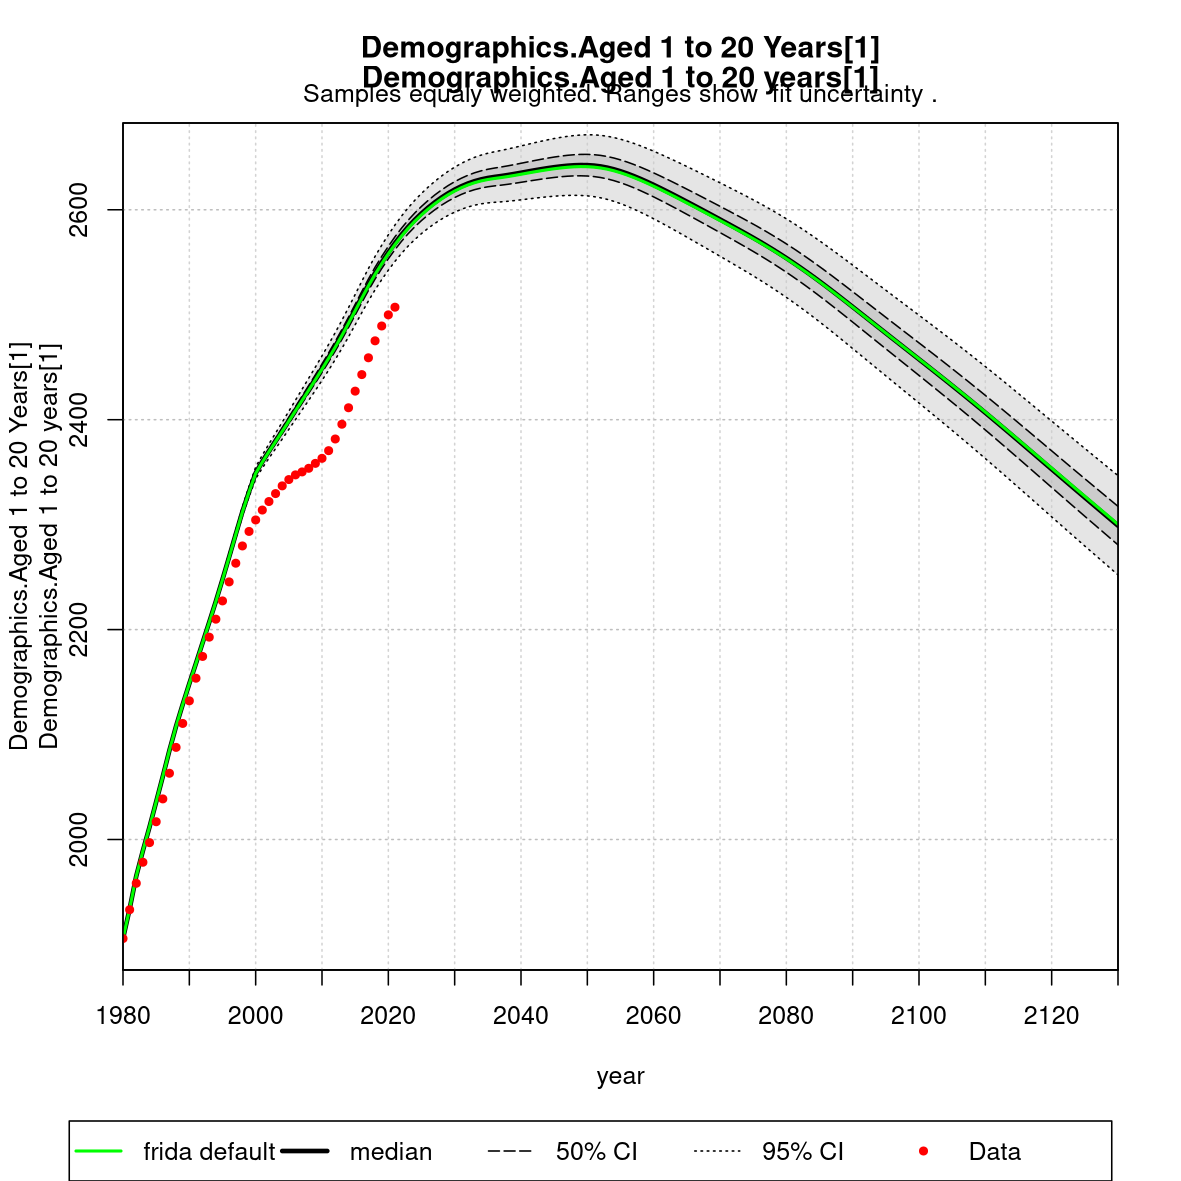 Demographics.Aged 1 to 20 Years[1]
Demographics.Aged 1 to 20 years[1]
Samples equaly weighted. Ranges show fit uncertainty .
Demographics.Aged 1 to 20 Years[1]
Demographics.Aged 1 to 20 years[1]
2600
2400
2200
2000
1980 2000 2020 2040 2060 2080 2100 2120
year
frida default median 50% CI 95% CI Data